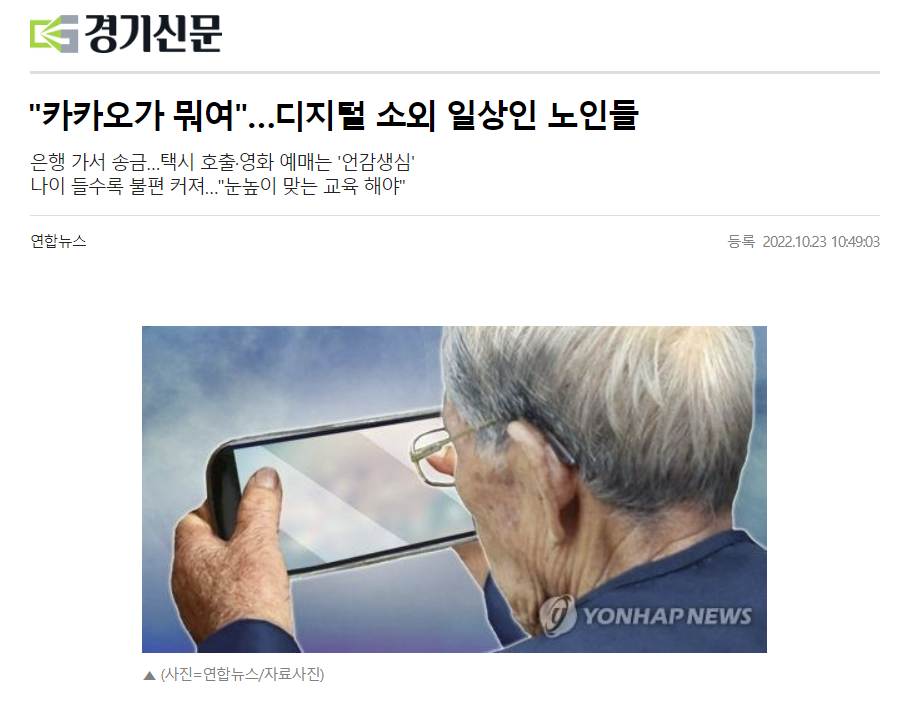 경기신문
"카카오가 뭐여"...디지털 소외 일상인 노인들
은행 가서 송금...택시 호출·영화 예매는 '언감생심'
나이 들수록 불편 커져..."눈높이 맞는 교육 해야"
연합뉴스
등록 2022.10.23 10:49:03
YONHAP NEWS
▲ (사진=연합뉴스/자료사진)